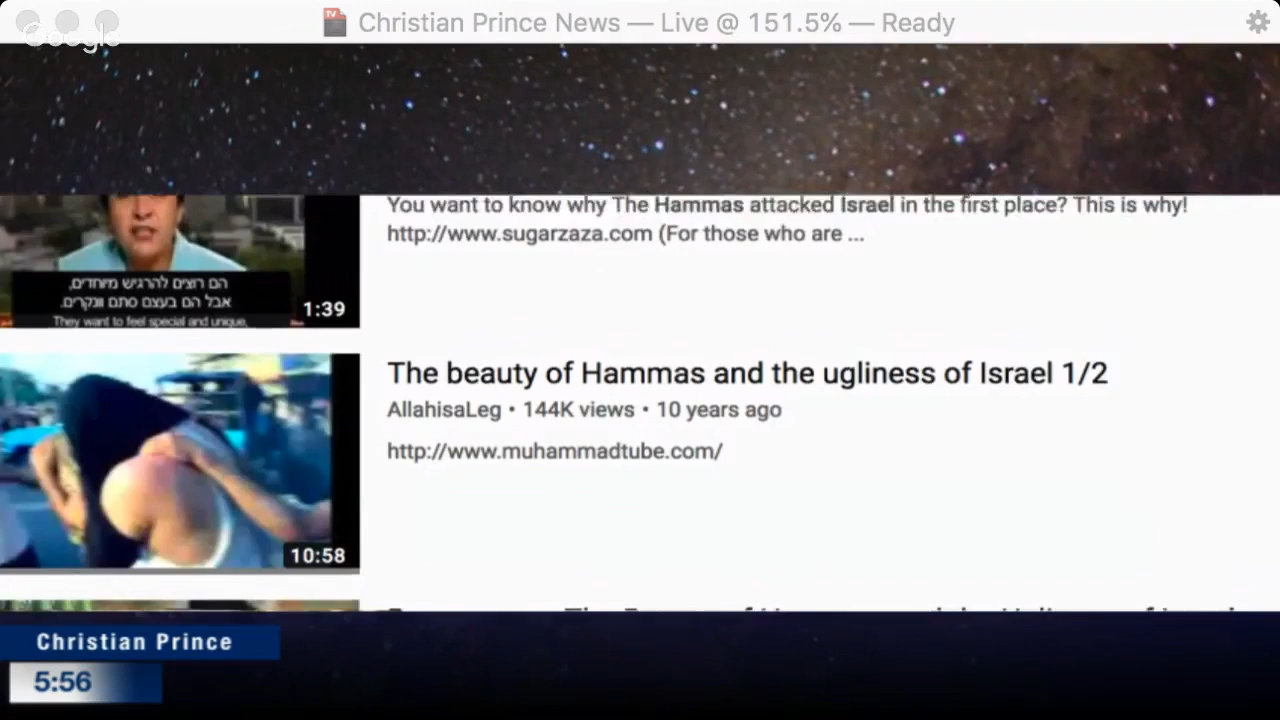 Christian Prince News — Live @ 151.5% — Ready
Google
You want to know why The Hammas attacked Israel in the first place? This is why!
http://www.sugarzaza.com (For those who are ...
הם רוצים להרגיש מיוחדים,
אבל הם בעצם סתם וונקרים.
They want to feel special and unique,
1:39
The beauty of Hammas and the ugliness of Israel 1/2
AllahisaLeg • 144K views • 10 years ago
http://www.muhammadtube.com/
10:58
Christian Prince
5:56